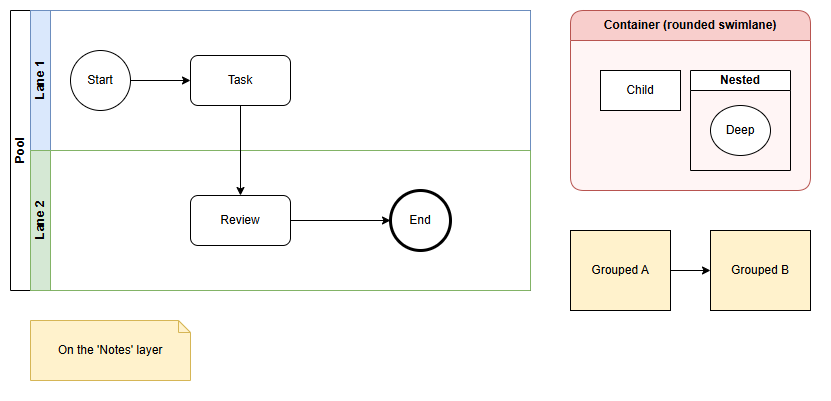 Pool
Lane 1
Start
Task
Lane 2
Review
End
On the 'Notes' layer
Container (rounded swimlane)
Child
Nested
Deep
Grouped A
Grouped B